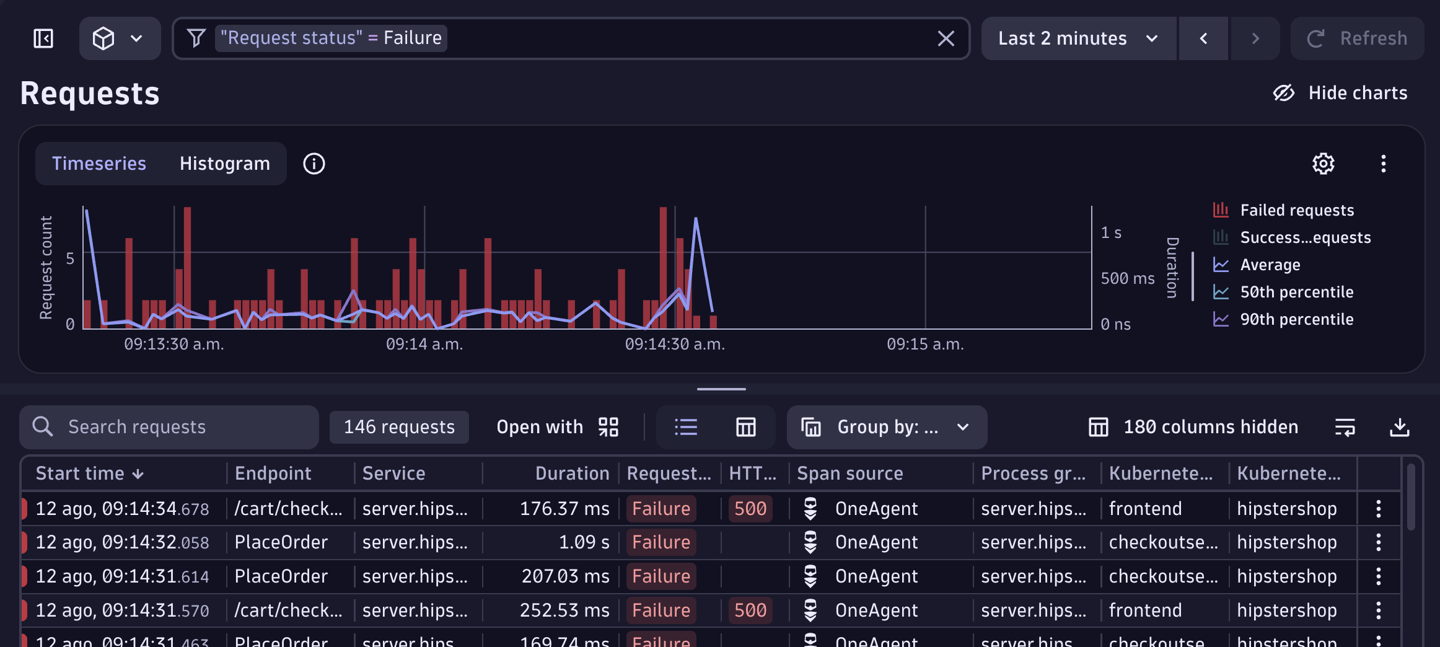 "Request status" = Failure
Last 2 minutes
Refresh
Requests
Hide charts
Timeseries Histogram
Request count
5
0
09:13:30 a.m. 09:14 a.m. 09:14:30 a.m. 09:15 a.m.
1 s
500 ms
0 ns
Duration
Failed requests
Success...equests
Average
50th percentile
90th percentile
Search requests 146 requests Open with Group by: ... 180 columns hidden
Start time Endpoint Service Duration Request... HTT... Span source Process gr... Kubernete... Kubernete...
12 ago, 09:14:34.678 /cart/check... server.hips... 176.37 ms Failure 500 OneAgent server.hips... frontend hipstershop
12 ago, 09:14:32.058 PlaceOrder server.hips... 1.09 s Failure OneAgent server.hips... checkoutse... hipstershop
12 ago, 09:14:31.614 PlaceOrder server.hips... 207.03 ms Failure OneAgent server.hips... checkoutse... hipstershop
12 ago, 09:14:31.570 /cart/check... server.hips... 252.53 ms Failure 500 OneAgent server.hips... frontend hipstershop
12 ago, 09:14:31.463 PlaceOrder server.hips... 169.74 ms Failure OneAgent server.hips... checkoutse... hipstershop